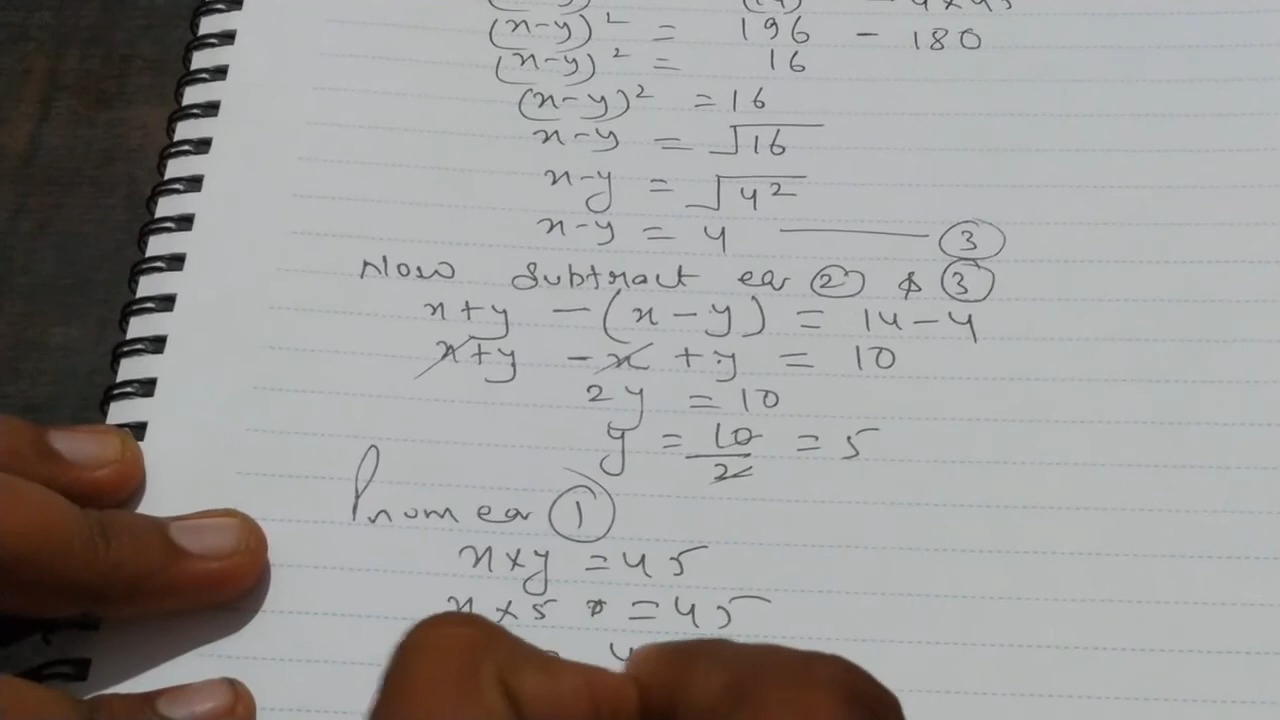 (x-y)² = 196 - 180
(x-y)² = 16
(x-y)² = 16
x-y = √16
x-y = √4²
x-y = 4 ——— ③
Now Subtract eq ② & ③
x+y -(x-y) = 14-4
x+y -x +y = 10
2y = 10
y = 10/2 = 5
From eq ①
x×y = 45
x×5 = 45